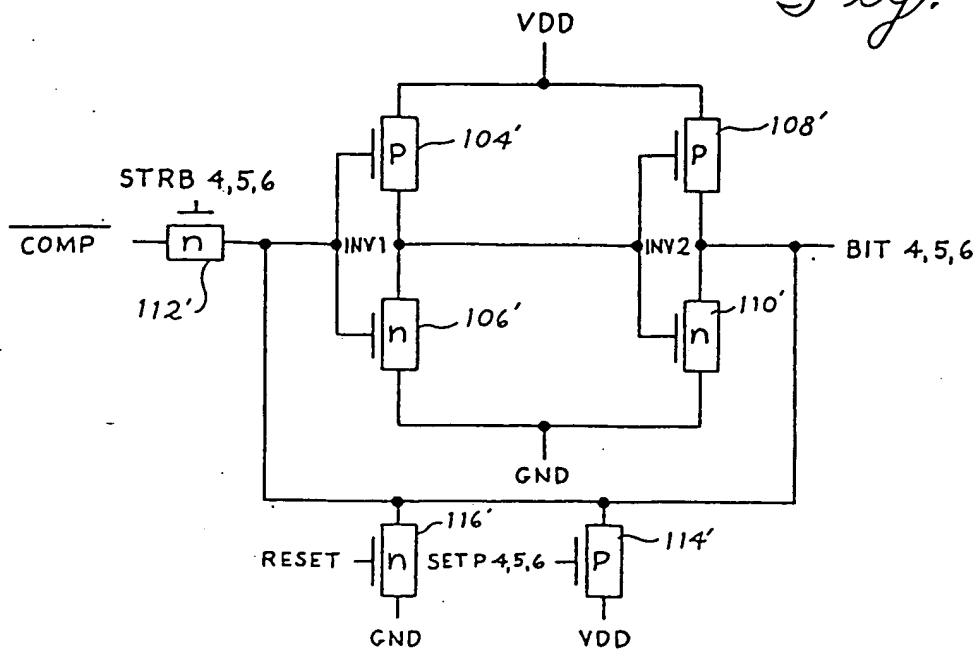 Fig.
VDD
P
104'
P
108'
STRB 4,5,6
COMP
n
112'
INV1
INV2
BIT 4,5,6
n
106'
n
110'
GND
116'
114'
RESET
n
SETP 4,5,6
P
GND
VDD